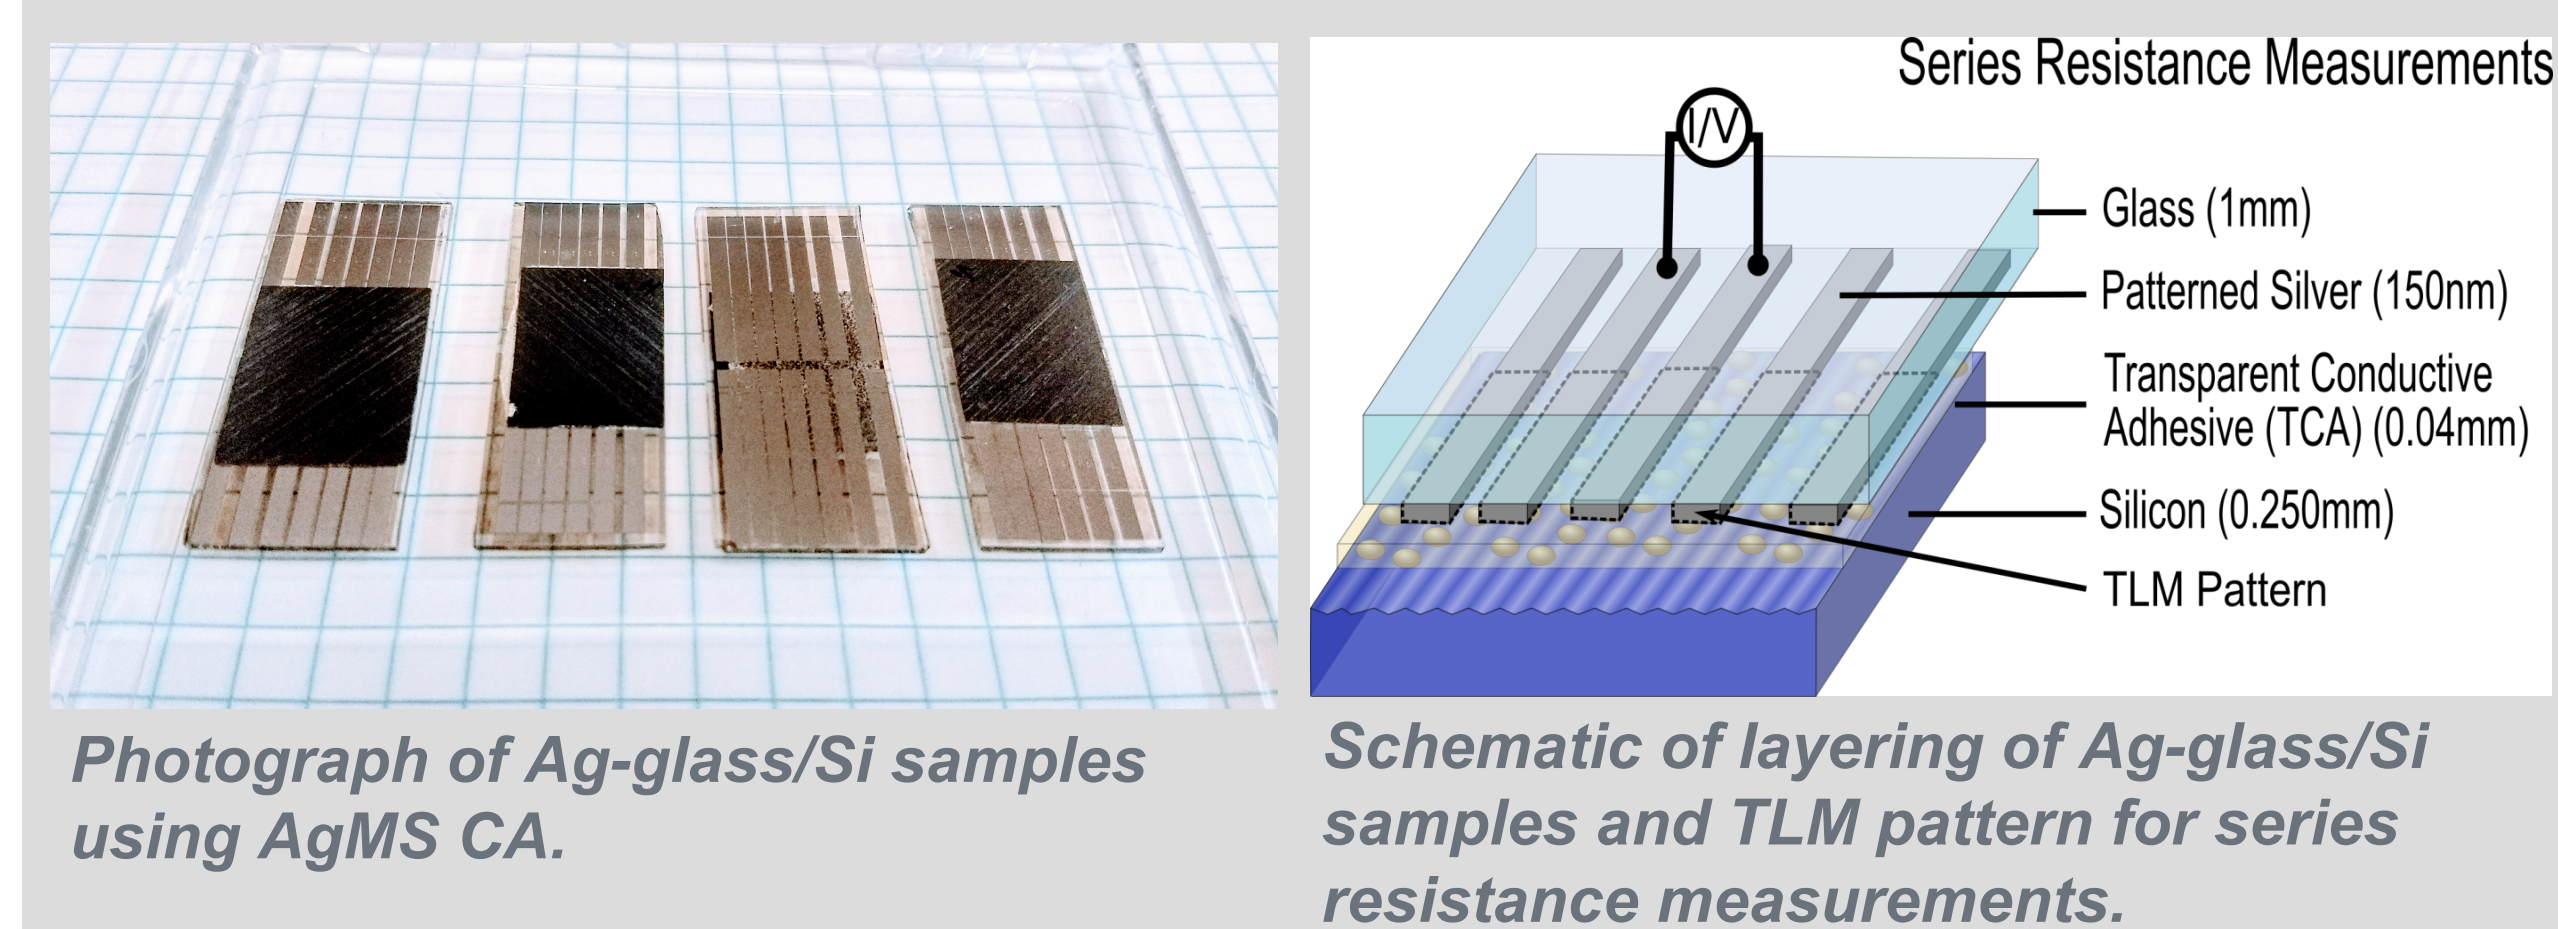 Series Resistance Measurements
I/V
Glass (1mm)
Patterned Silver (150nm)
Transparent Conductive
Adhesive (TCA) (0.04mm)
Silicon (0.250mm)
TLM Pattern
Photograph of Ag-glass/Si samples
using AgMS CA.
Schematic of layering of Ag-glass/Si
samples and TLM pattern for series
resistance measurements.